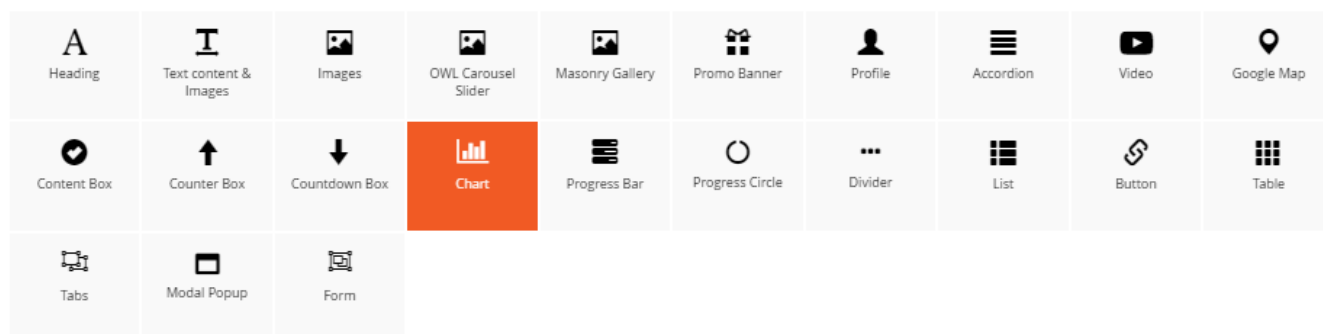 Heading
Text content &
Images
Images
OWL Carousel
Slider
Masonry Gallery
Promo Banner
Profile
Accordion
Video
Google Map
Content Box
Counter Box
Countdown Box
Chart
Progress Bar
Progress Circle
Divider
List
Button
Table
Tabs
Modal Popup
Form